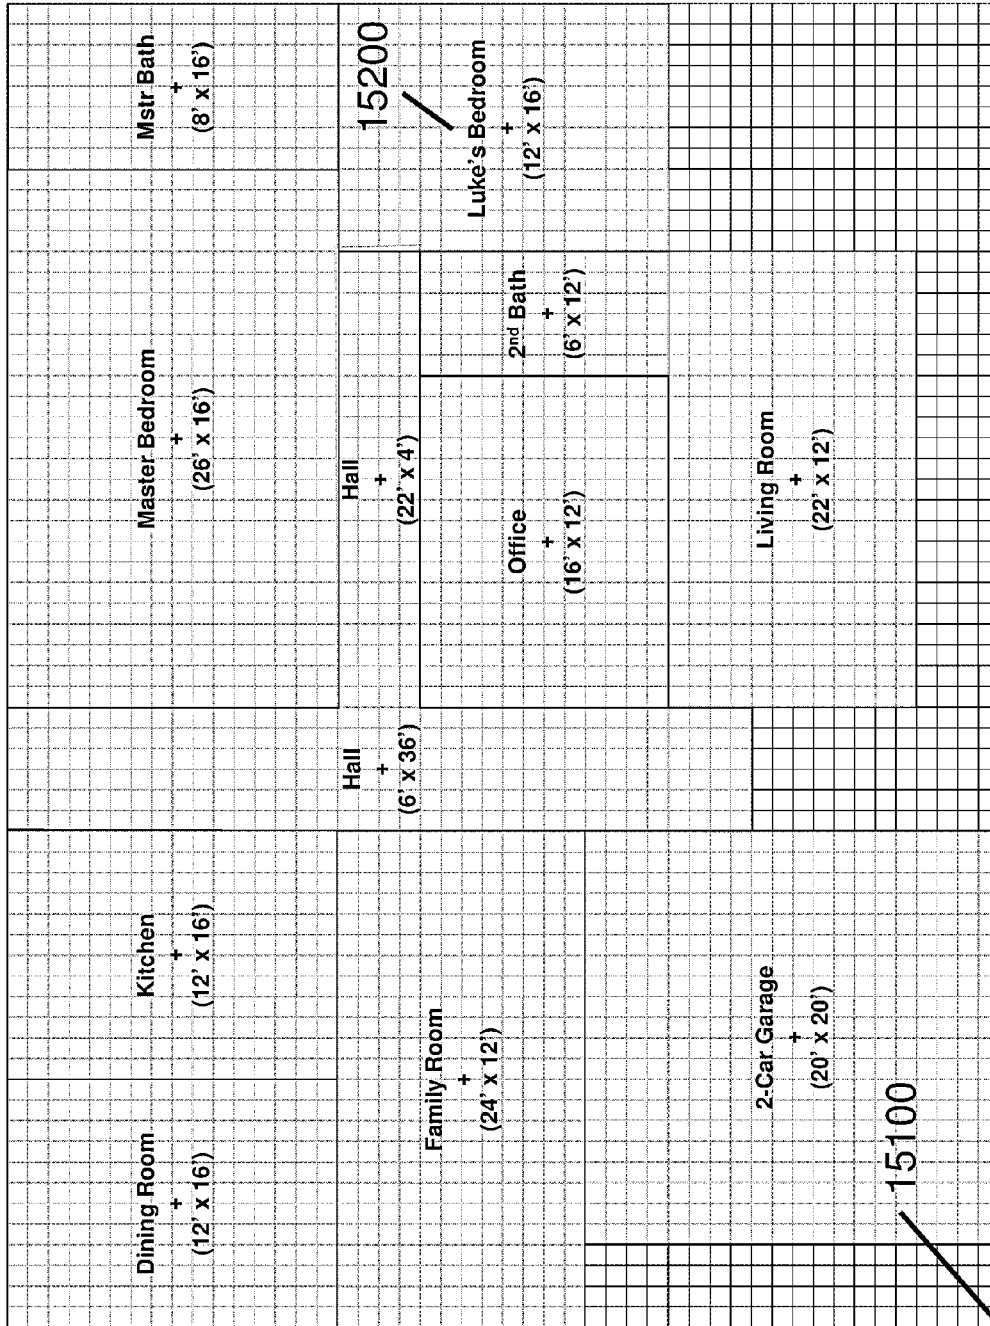 Mstr Bath
+
(8’ x 16’)
15200
Luke’s Bedroom
+
(12’ x 16’)
Master Bedroom
+
(26’ x 16’)
Hall
+
(22’ x 4’)
2nd Bath
+
(6’ x 12’)
Office
+
(16’ x 12’)
Living Room
+
(22’ x 12’)
Hall
+
(6’ x 36’)
Kitchen
+
(12’ x 16’)
Dining Room
+
(12’ x 16’)
Family Room
+
(24’ x 12’)
2-Car Garage
+
(20’ x 20’)
15100